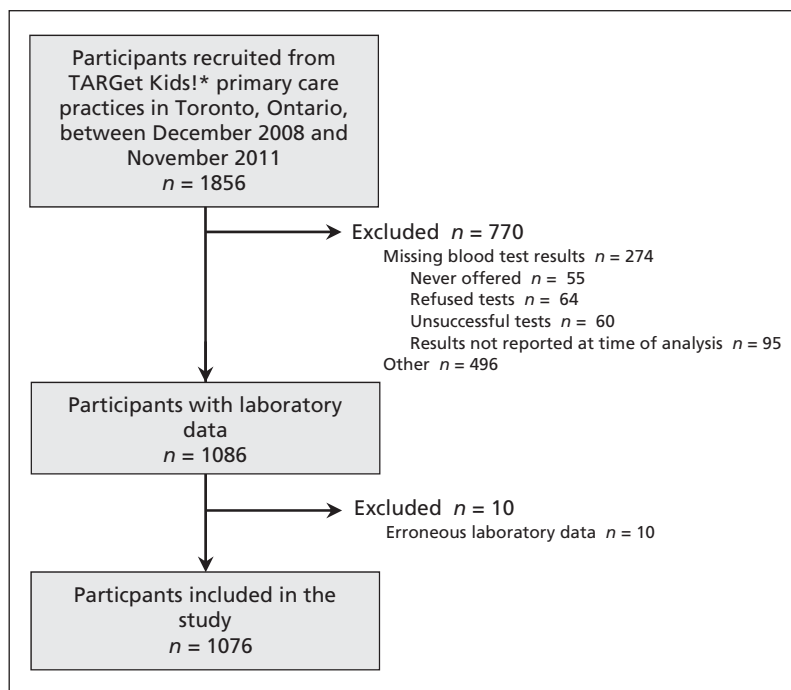 Participants recruited from
TARGet Kids!* primary care
practices in Toronto, Ontario,
between December 2008 and
November 2011
n = 1856
Excluded n = 770
Missing blood test results n = 274
Never offered n = 55
Refused tests n = 64
Unsuccessful tests n = 60
Results not reported at time of analysis n = 95
Other n = 496
Participants with laboratory
data
n = 1086
Excluded n = 10
Erroneous laboratory data n = 10
Particpants included in the
study
n = 1076